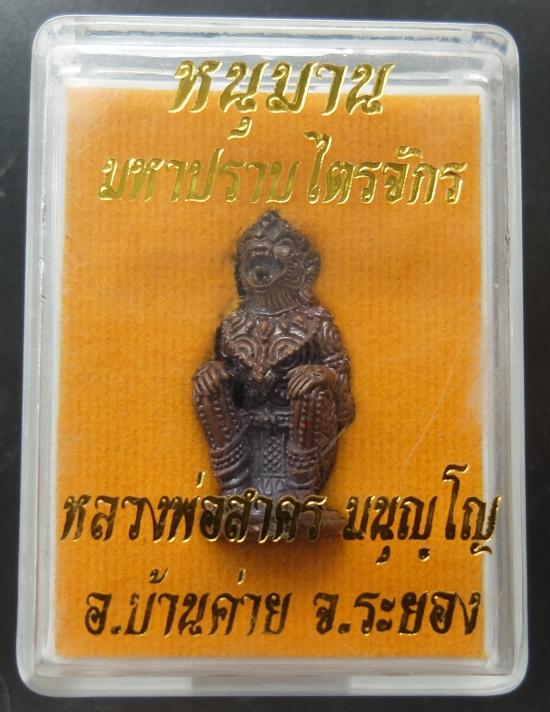 หนุมาน
มหาปราบไตรจักร
หลวงพ่อสาคร มนุญฺโญ
อ.บ้านค่าย จ.ระยอง